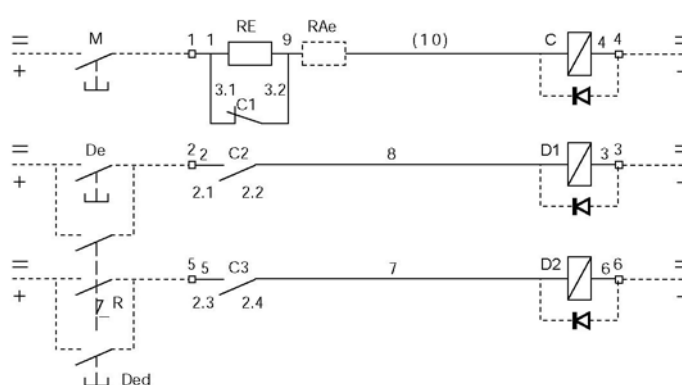 M 1 1 RE 9 RAe (10) C 4 4
+ 3.1 3.2 -
C1
De 2 2 C2 8 D1 3 3
+ 2.1 2.2 -
5 5 C3 7 D2 6 6
+ R 2.3 2.4 -
Ded